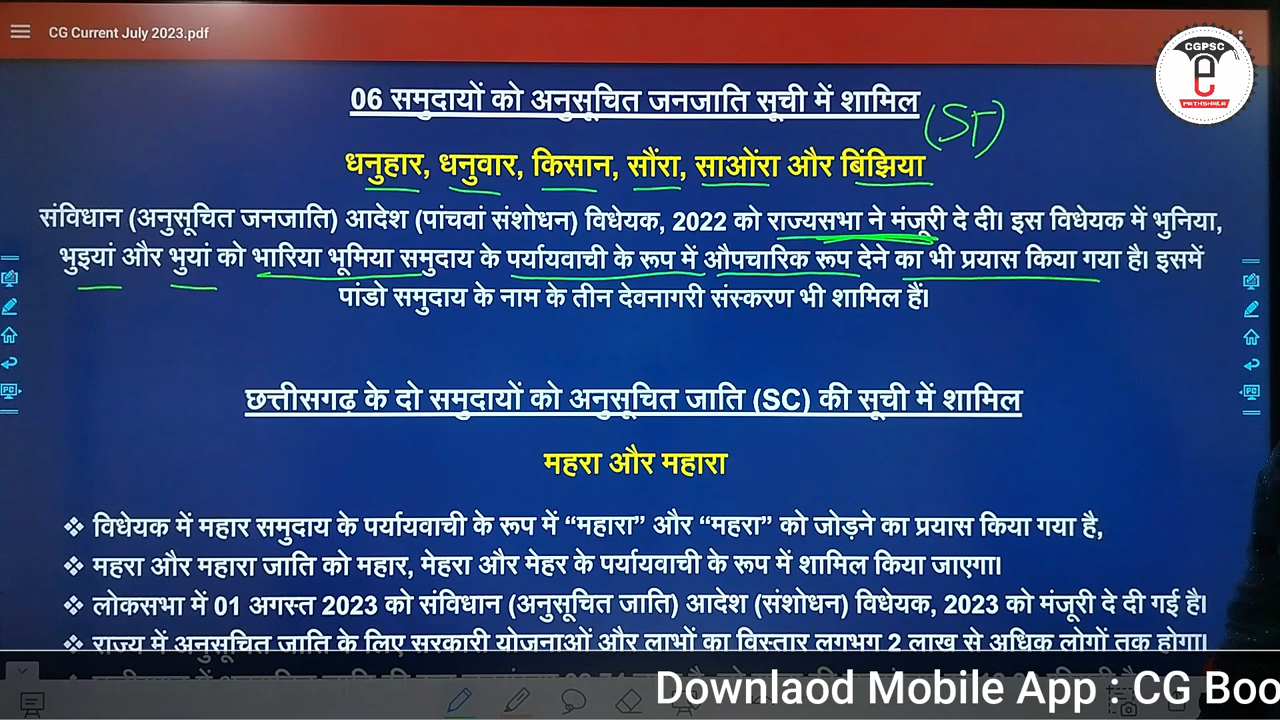 CG Current July 2023.pdf
CGPSC
e
PATHSHALA
06 समुदायों को अनुसूचित जनजाति सूची में शामिल
(ST)
धनुहार, धनुवार, किसान, सौंरा, साओंरा और बिंझिया
संविधान (अनुसूचित जनजाति) आदेश (पांचवां संशोधन) विधेयक, 2022 को राज्यसभा ने मंजूरी दे दी। इस विधेयक में भुनिया,
भुइयां और भुयां को भारिया भूमिया समुदाय के पर्यायवाची के रूप में औपचारिक रूप देने का भी प्रयास किया गया है। इसमें
पांडो समुदाय के नाम के तीन देवनागरी संस्करण भी शामिल हैं।
छत्तीसगढ़ के दो समुदायों को अनुसूचित जाति (SC) की सूची में शामिल
महरा और महारा
❖ विधेयक में महार समुदाय के पर्यायवाची के रूप में “महारा” और “महरा” को जोड़ने का प्रयास किया गया है,
❖ महरा और महारा जाति को महार, मेहरा और मेहर के पर्यायवाची के रूप में शामिल किया जाएगा।
❖ लोकसभा में 01 अगस्त 2023 को संविधान (अनुसूचित जाति) आदेश (संशोधन) विधेयक, 2023 को मंजूरी दे दी गई है।
❖ राज्य में अनुसूचित जाति के लिए सरकारी योजनाओं और लाभों का विस्तार लगभग 2 लाख से अधिक लोगों तक होगा।
Downlaod Mobile App : CG Boo